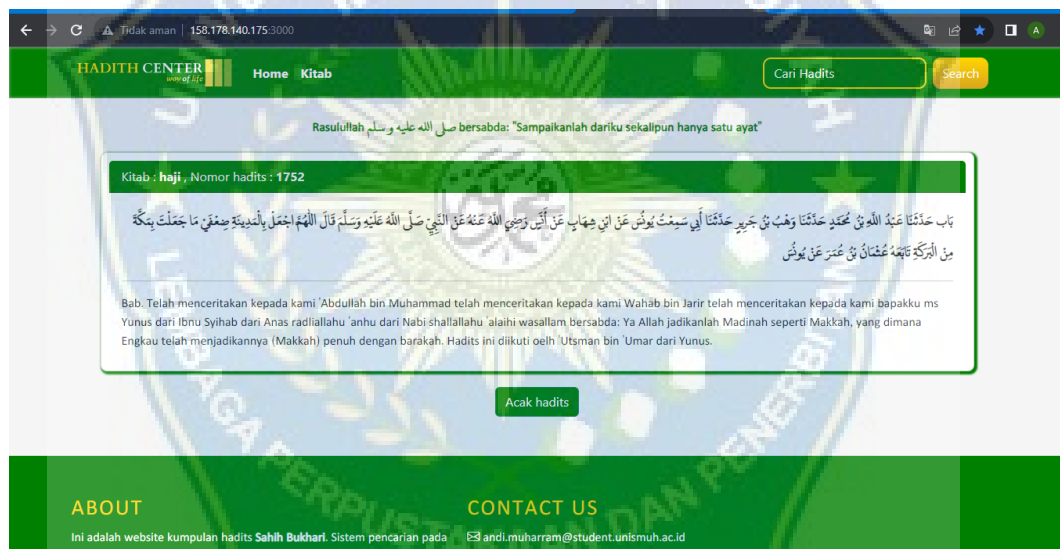 Tidak aman | 158.178.140.175:3000
A
HADITH CENTER
way of life
Home Kitab
Cari Hadits
Search
Rasulullah صلى الله عليه و سلم bersabda: "Sampaikanlah dariku sekalipun hanya satu ayat"
Kitab : haji , Nomor hadits : 1752
بَاب حَدَّثَنَا عَبْدُ اللَّهِ بْنُ مُحَمَّدٍ حَدَّثَنَا وَهْبُ بْنُ جَرِيرٍ حَدَّثَنَا أَبِي سَمِعْتُ يُونُسَ عَنْ ابْنِ شِهَابٍ عَنْ أَنَسٍ رَضِيَ اللَّهُ عَنْهُ عَنْ النَّبِيِّ صَلَّى اللَّهُ عَلَيْهِ وَسَلَّمَ قَالَ اللَّهُمَّ اجْعَلْ بِالْمَدِينَةِ ضِعْفَيْ مَا جَعَلْتَ بِمَكَّةَ
مِنْ الْبَرَكَةِ تَابَعَهُ عُثْمَانُ بْنُ عُمَرَ عَنْ يُونُسَ
Bab. Telah menceritakan kepada kami 'Abdullah bin Muhammad telah menceritakan kepada kami Wahab bin Jarir telah menceritakan kepada kami bapakku ms
Yunus dari Ibnu Syihab dari Anas radliallahu 'anhu dari Nabi shallallahu 'alaihi wasallam bersabda: Ya Allah jadikanlah Madinah seperti Makkah, yang dimana
Engkau telah menjadikannya (Makkah) penuh dengan barakah. Hadits ini diikuti oelh 'Utsman bin 'Umar dari Yunus.
Acak hadits
ABOUT
CONTACT US
Ini adalah website kumpulan hadits Sahih Bukhari. Sistem pencarian pada
andi.muharram@student.unismuh.ac.id